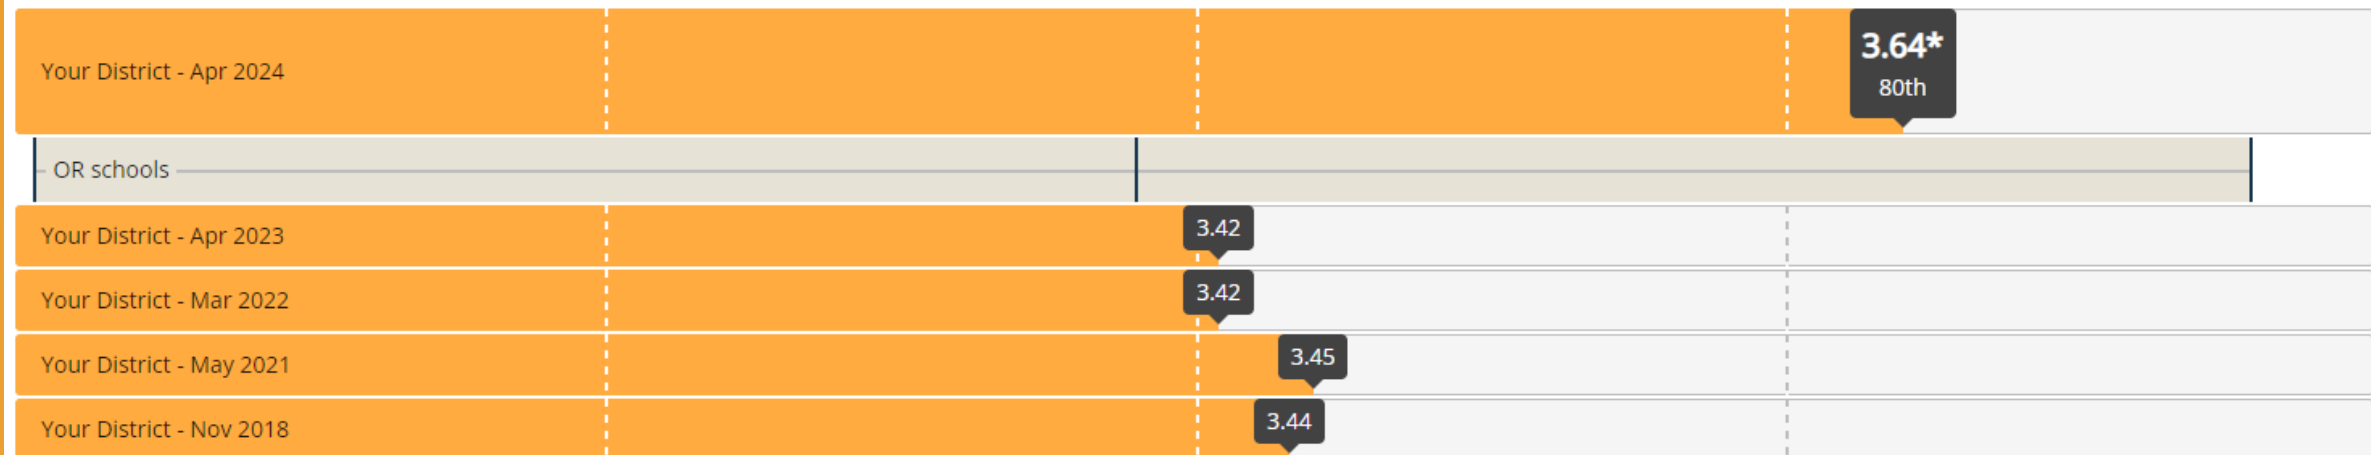 Your District - Apr 2024
3.64*
80th
OR schools
Your District - Apr 2023
3.42
Your District - Mar 2022
3.42
Your District - May 2021
3.45
Your District - Nov 2018
3.44